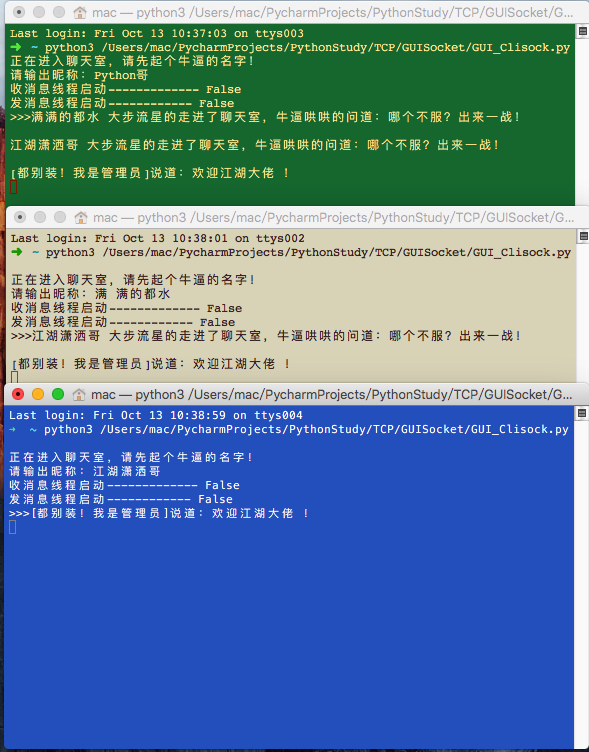 mac — python3 /Users/mac/PycharmProjects/PythonStudy/TCP/GUISocket/G...
Last login: Fri Oct 13 10:37:03 on ttys003
➜ ~ python3 /Users/mac/PycharmProjects/PythonStudy/TCP/GUISocket/GUI_Clisock.py
正在进入聊天室，请先起个牛逼的名字！
请输出昵称：Python哥
收消息线程启动------------- False
发消息线程启动------------ False
>>>满满的都水 大步流星的走进了聊天室，牛逼哄哄的问道：哪个不服？出来一战！
江湖潇洒哥 大步流星的走进了聊天室，牛逼哄哄的问道：哪个不服？出来一战！
[都别装！我是管理员]说道：欢迎江湖大佬 ！
mac — python3 /Users/mac/PycharmProjects/PythonStudy/TCP/GUISocket/G...
Last login: Fri Oct 13 10:38:01 on ttys002
➜ ~ python3 /Users/mac/PycharmProjects/PythonStudy/TCP/GUISocket/GUI_Clisock.py
正在进入聊天室，请先起个牛逼的名字！
请输出昵称：满 满的都水
收消息线程启动------------- False
发消息线程启动------------ False
>>>江湖潇洒哥 大步流星的走进了聊天室，牛逼哄哄的问道：哪个不服？出来一战！
[都别装！我是管理员]说道：欢迎江湖大佬 ！
mac — python3 /Users/mac/PycharmProjects/PythonStudy/TCP/GUISocket/G...
Last login: Fri Oct 13 10:38:59 on ttys004
➜ ~ python3 /Users/mac/PycharmProjects/PythonStudy/TCP/GUISocket/GUI_Clisock.py
正在进入聊天室，请先起个牛逼的名字！
请输出昵称：江湖潇洒哥
收消息线程启动------------- False
发消息线程启动------------ False
>>>[都别装！我是管理员]说道：欢迎江湖大佬 ！